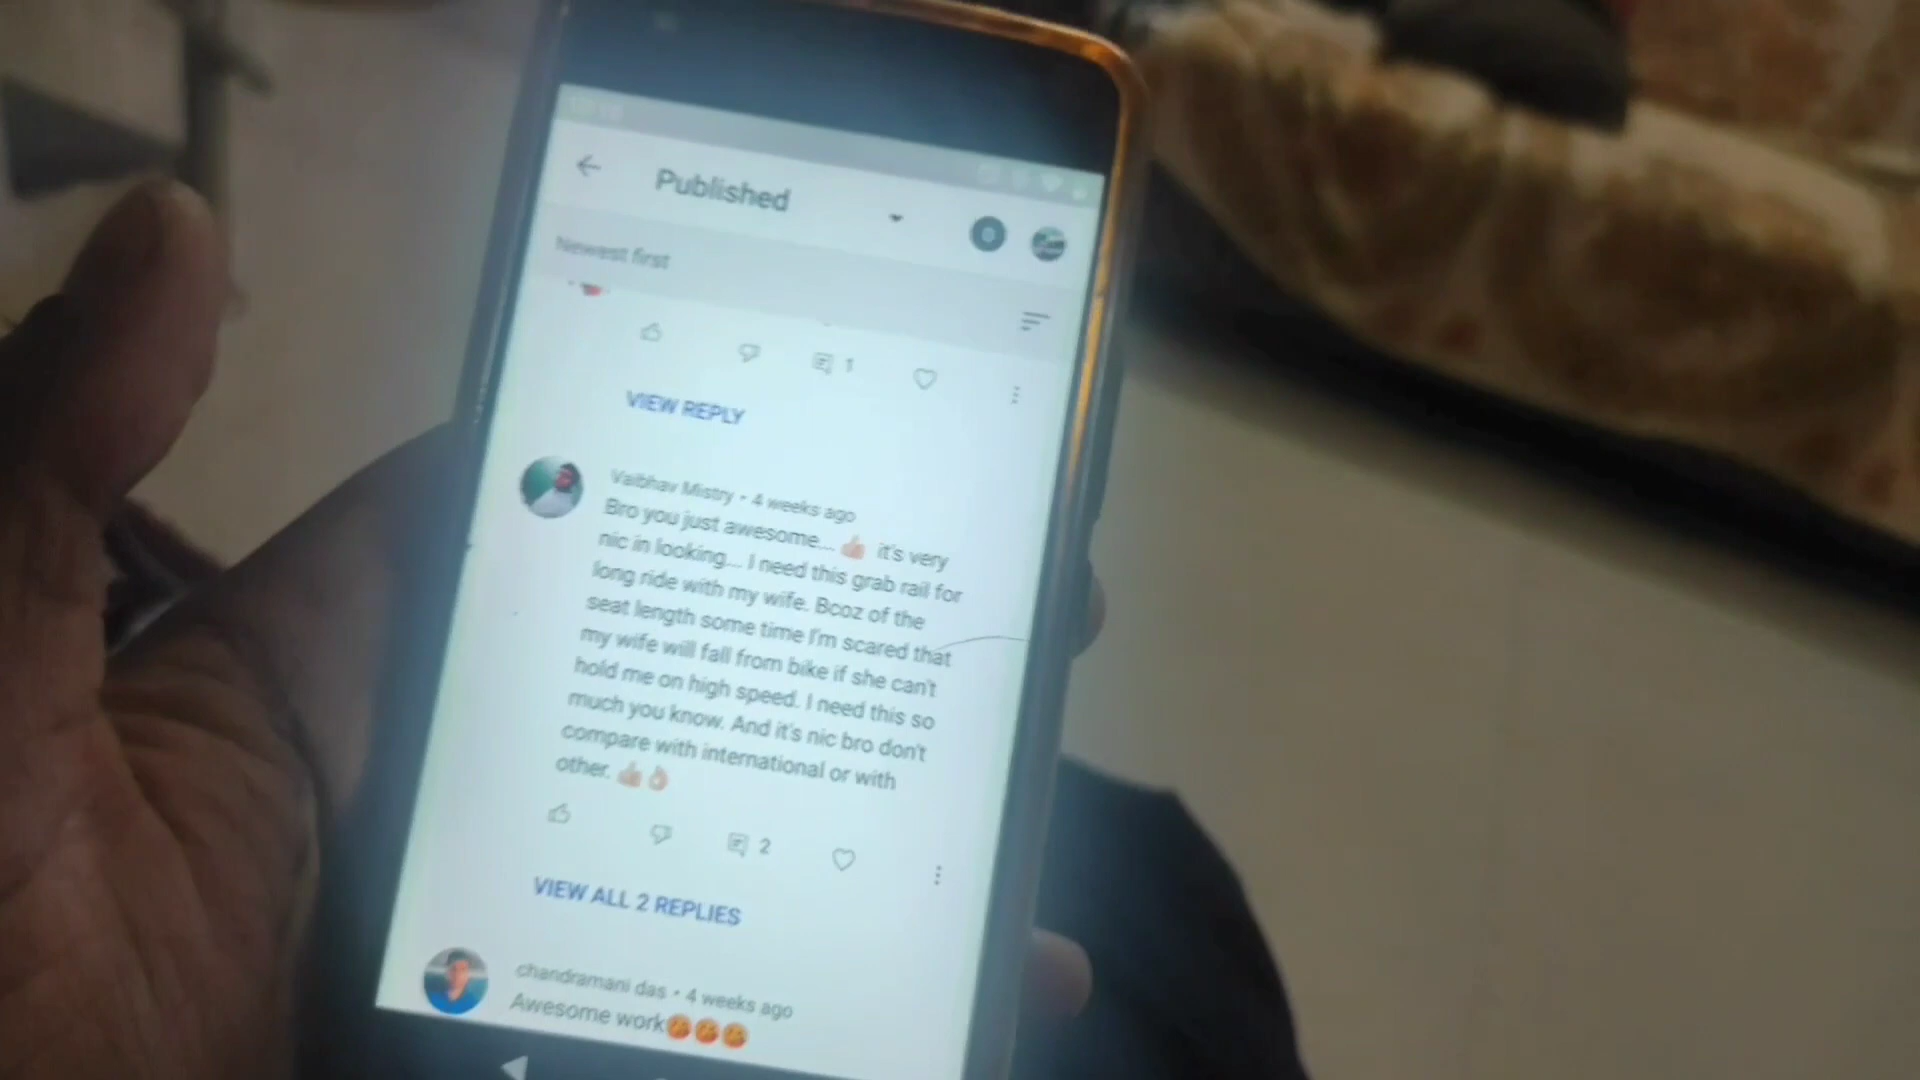 Published
Newest first
1
VIEW REPLY
Vaibhav Mistry • 4 weeks ago
Bro you just awesome... 👍 it's very
nic in looking... I need this grab rail for
long ride with my wife. Bcoz of the
seat length some time I'm scared that
my wife will fall from bike if she can't
hold me on high speed. I need this so
much you know. And it's nic bro don't
compare with international or with
other. 👍👌
2
VIEW ALL 2 REPLIES
chandramani das • 4 weeks ago
Awesome work